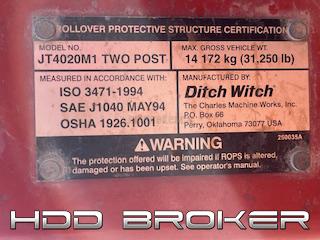 ROLLOVER PROTECTIVE STRUCTURE CERTIFICATION
MODEL NO.
JT4020M1 TWO POST
MAX. GROSS VEHICLE WT.
14 172 kg (31,250 lb)
MEASURED IN ACCORDANCE WITH:
ISO 3471-1994
SAE J1040 MAY94
OSHA 1926.1001
MANUFACTURED BY:
Ditch Witch
The Charles Machine Works, Inc.
P.O. Box 66
Perry, Oklahoma 73077 USA
250035A
WARNING
The protection offered will be impaired if ROPS is altered,
damaged or has been upset. See operator's manual.
HDD BROKER